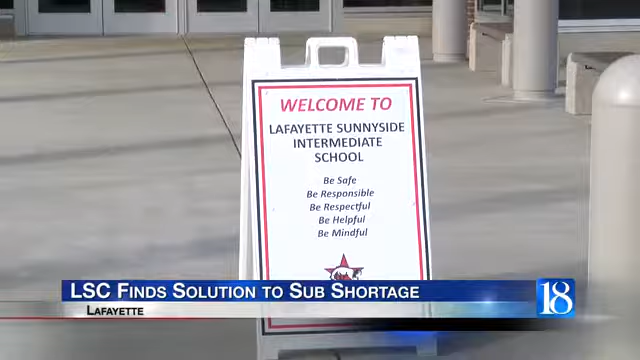 WELCOME TO
LAFAYETTE SUNNYSIDE
INTERMEDIATE
SCHOOL
Be Safe
Be Responsible
Be Respectful
Be Helpful
Be Mindful
LSC FINDS SOLUTION TO SUB SHORTAGE
18
LAFAYETTE